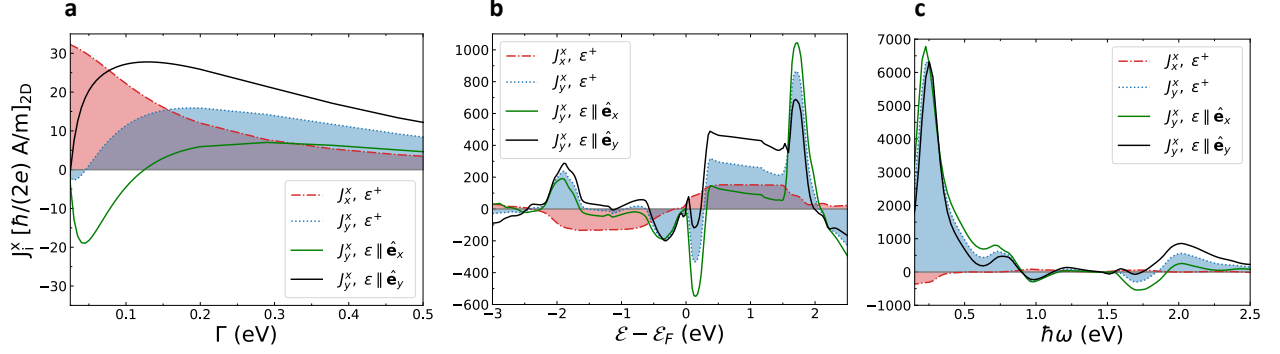 a
J_i^x [ħ/(2e) A/m]_2D
30
20
10
0
−10
−20
−30
0.1
0.2
0.3
0.4
0.5
Γ (eV)
J_x^x, ε^+
J_y^x, ε^+
J_y^x, ε ∥ ê_x
J_y^x, ε ∥ ê_y
b
1000
800
600
400
200
0
−200
−400
−600
−3
−2
−1
0
1
2
ℰ − ℰ_F
J_x^x, ε^+
J_y^x, ε^+
J_y^x, ε ∥ ê_x
J_y^x, ε ∥ ê_y
c
7000
6000
5000
4000
3000
2000
1000
0
−1000
0.5
1.0
1.5
2.0
2.5
ħω (eV)
J_x^x, ε^+
J_y^x, ε^+
J_y^x, ε ∥ ê_x
J_y^x, ε ∥ ê_y